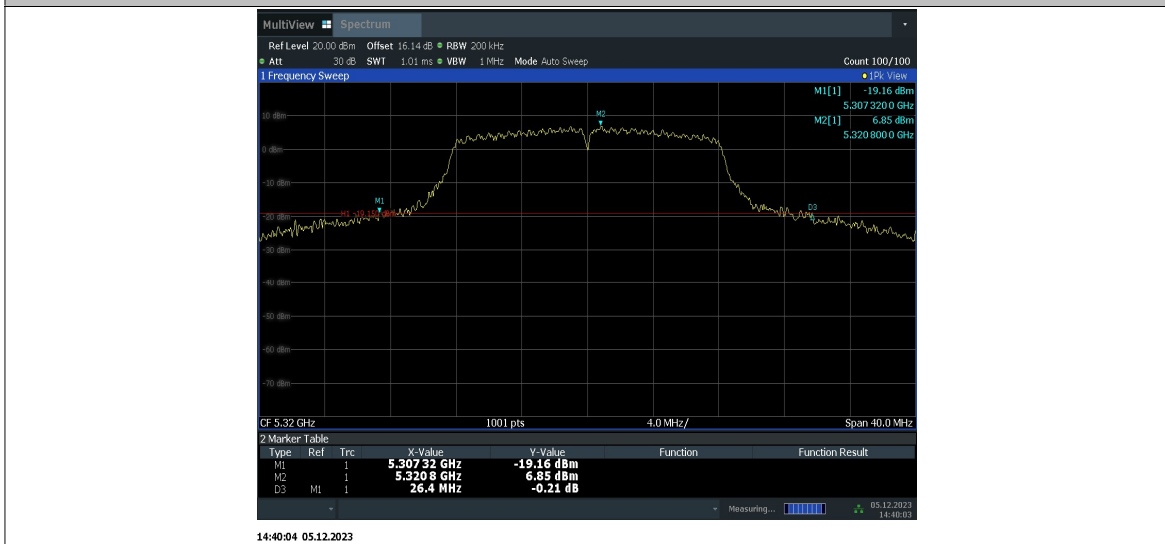 MultiView Spectrum
Ref Level 20.00 dBm Offset 16.14 dB RBW 200 kHz
Att 30 dB SWT 1.01 ms VBW 1 MHz Mode Auto Sweep Count 100/100
1 Frequency Sweep 1Pk View
M1[1] -19.16 dBm
5.307 320 0 GHz
M2[1] 6.85 dBm
5.320 800 0 GHz
M2
10 dBm
0 dBm
-10 dBm
M1
D3
H1 -19.150 dBm
-20 dBm
-30 dBm
-40 dBm
-50 dBm
-60 dBm
-70 dBm
CF 5.32 GHz 1001 pts 4.0 MHz/ Span 40.0 MHz
2 Marker Table
Type Ref Trc X-Value Y-Value Function Function Result
M1 1 5.307 32 GHz -19.16 dBm
M2 1 5.320 8 GHz 6.85 dBm
D3 M1 1 26.4 MHz -0.21 dB
Measuring... 05.12.2023
14:40:03
14:40:04 05.12.2023